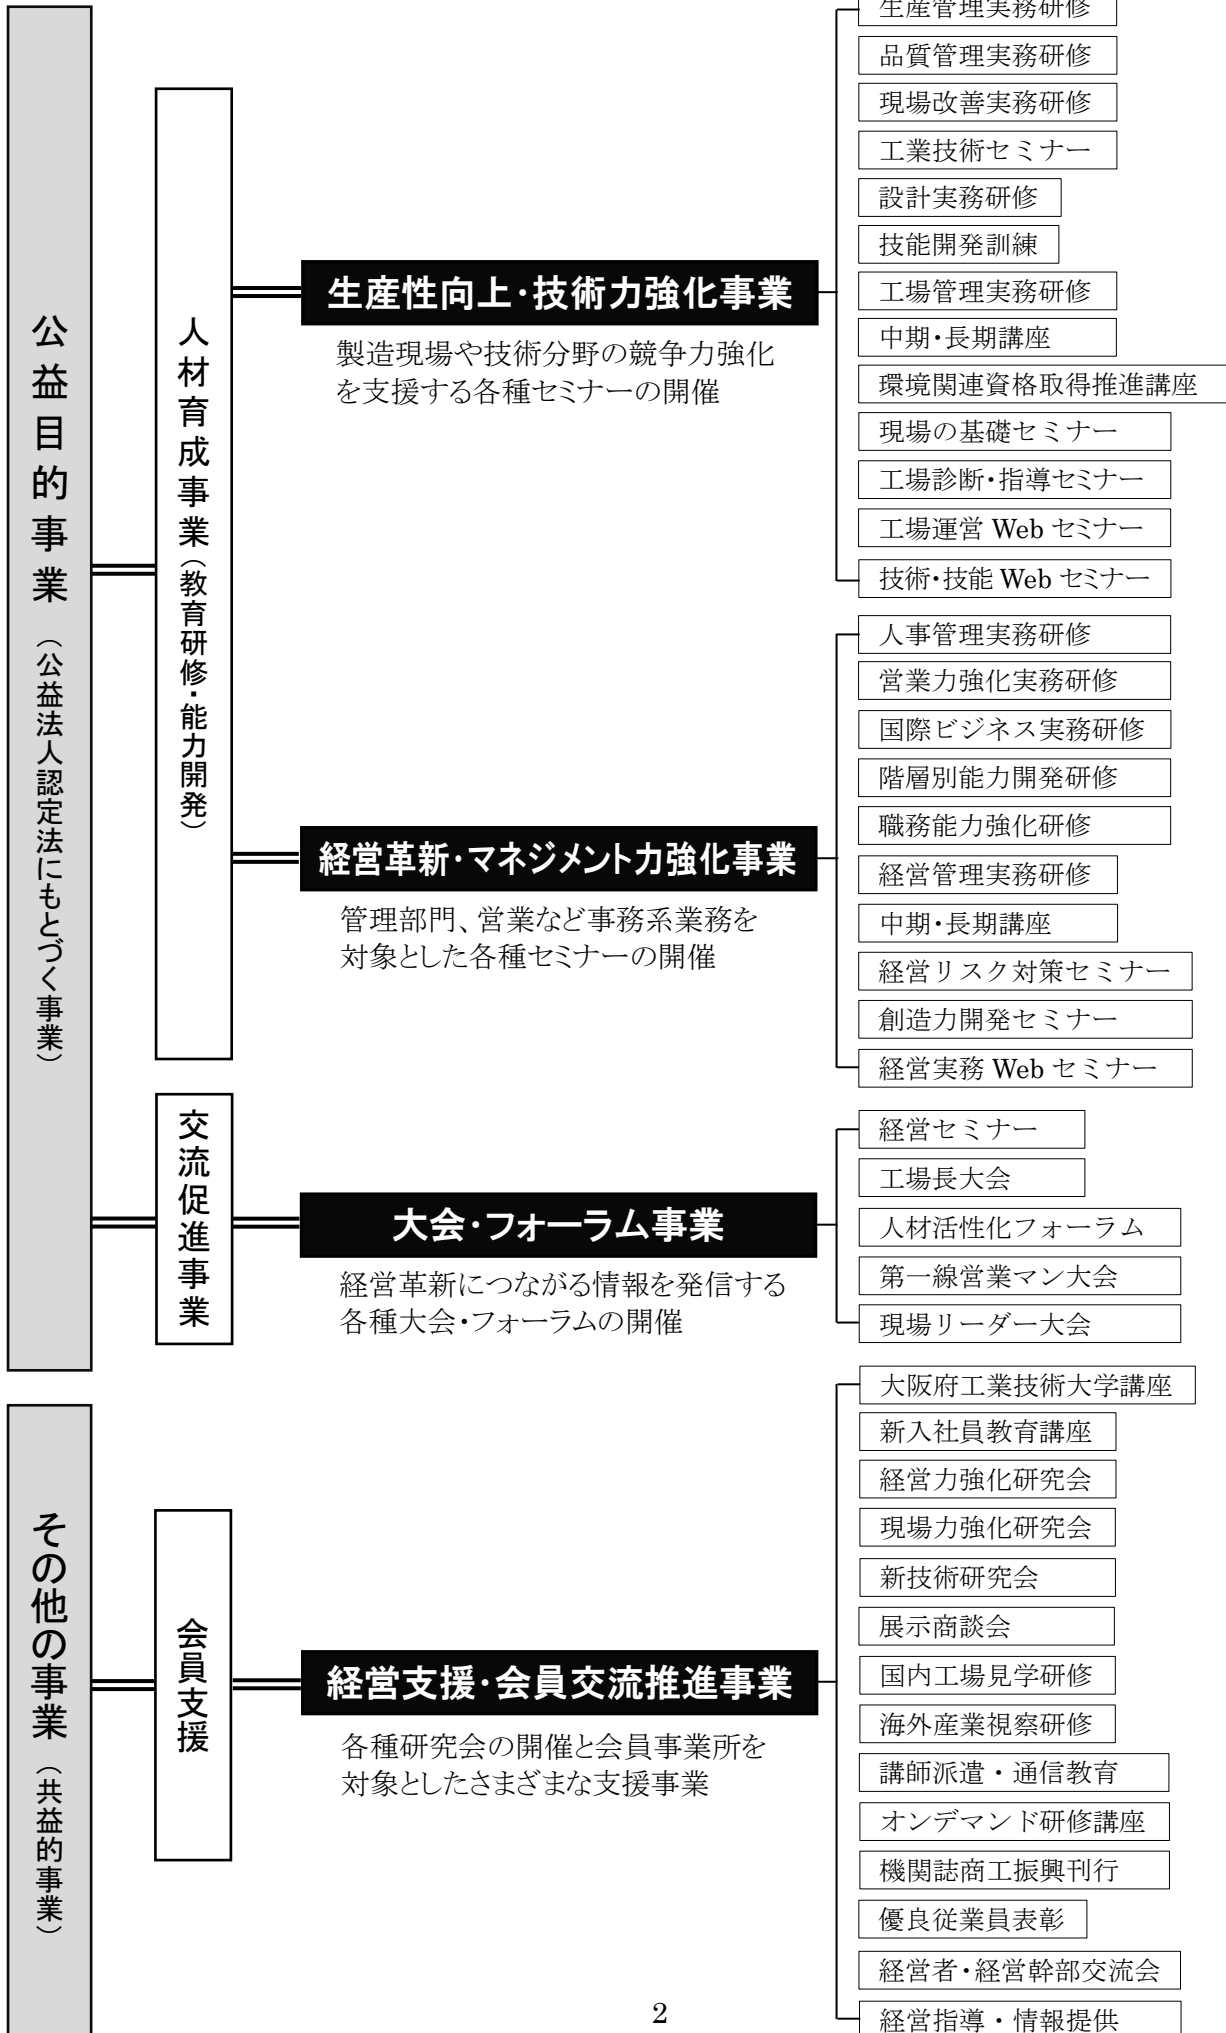 公益目的事業（公益法人認定法にもとづく事業）
人材育成事業（教育研修・能力開発）
生産性向上・技術力強化事業
製造現場や技術分野の競争力強化
を支援する各種セミナーの開催
生産管理実務研修
品質管理実務研修
現場改善実務研修
工業技術セミナー
設計実務研修
技能開発訓練
工場管理実務研修
中期・長期講座
環境関連資格取得推進講座
現場の基礎セミナー
工場診断・指導セミナー
工場運営 Web セミナー
技術・技能 Web セミナー
経営革新・マネジメント力強化事業
管理部門、営業など事務系業務を
対象とした各種セミナーの開催
人事管理実務研修
営業力強化実務研修
国際ビジネス実務研修
階層別能力開発研修
職務能力強化研修
経営管理実務研修
中期・長期講座
経営リスク対策セミナー
創造力開発セミナー
経営実務 Web セミナー
交流促進事業
大会・フォーラム事業
経営革新につながる情報を発信する
各種大会・フォーラムの開催
経営セミナー
工場長大会
人材活性化フォーラム
第一線営業マン大会
現場リーダー大会
その他の事業（共益的事業）
会員支援
経営支援・会員交流推進事業
各種研究会の開催と会員事業所を
対象としたさまざまな支援事業
大阪府工業技術大学講座
新入社員教育講座
経営力強化研究会
現場力強化研究会
新技術研究会
展示商談会
国内工場見学研修
海外産業視察研修
講師派遣・通信教育
オンデマンド研修講座
機関誌商工振興刊行
優良従業員表彰
経営者・経営幹部交流会
経営指導・情報提供
2